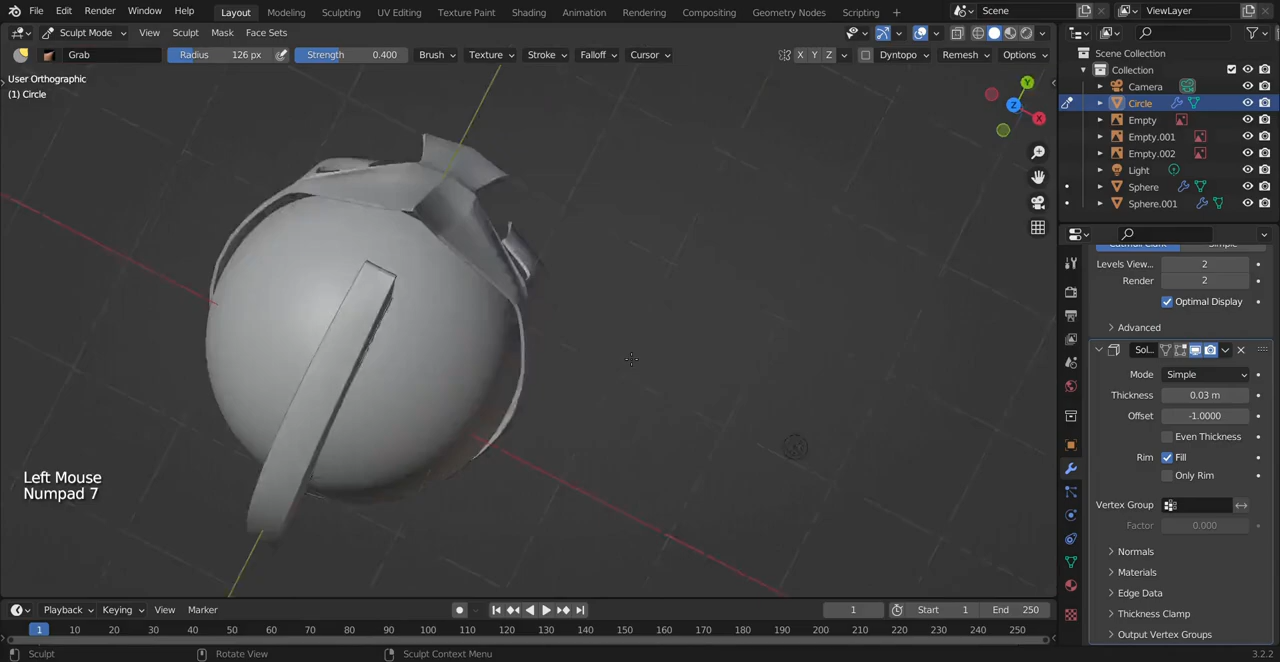 File Edit Render Window Help Layout Modeling Sculpting UV Editing Texture Paint Shading Animation Rendering Compositing Geometry Nodes Scripting + Scene ViewLayer
Sculpt Mode View Sculpt Mask Face Sets
Grab Radius 126 px Strength 0.400 Brush Texture Stroke Falloff Cursor X Y Z Dyntopo Remesh Options
User Orthographic
(1) Circle
Y
Z
X
Scene Collection
Collection
Camera
Circle
Empty
Empty.001
Empty.002
Light
Sphere
Sphere.001
Catmull-Clark Simple
Levels View... 2
Render 2
Optimal Display
Advanced
Sol...
Mode Simple
Thickness 0.03 m
Offset -1.0000
Even Thickness
Rim Fill
Only Rim
Vertex Group
Factor 0.000
Normals
Materials
Edge Data
Thickness Clamp
Output Vertex Groups
Left Mouse
Numpad 7
Playback Keying View Marker 1 Start 1 End 250
1 10 20 30 40 50 60 70 80 90 100 110 120 130 140 150 160 170 180 190 200 210 220 230 240 250
Sculpt Rotate View Sculpt Context Menu 3.2.2